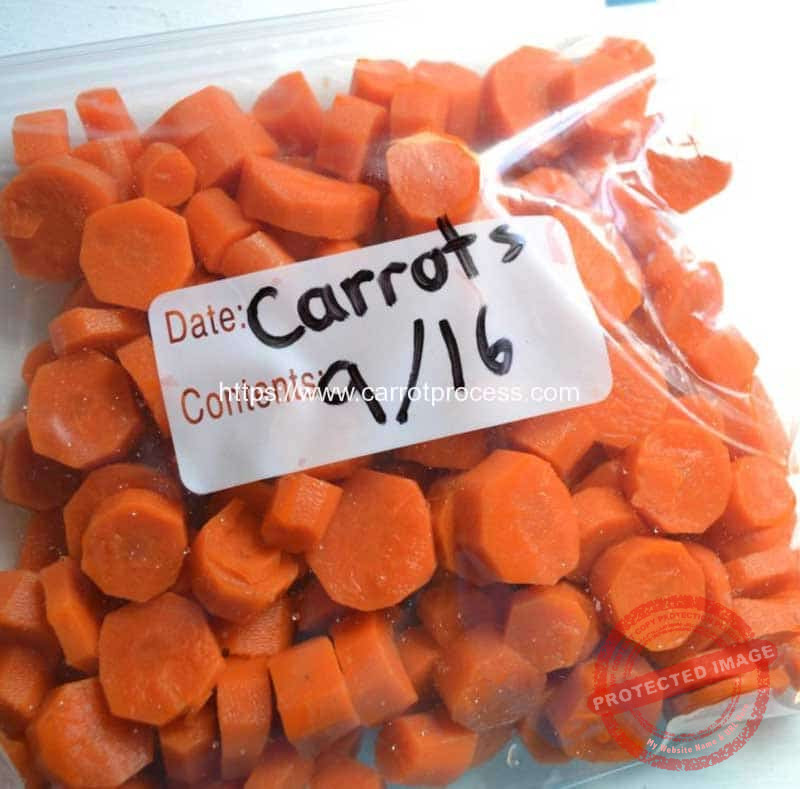 Date: Carrots
Contents: 9/16
https://www.carrotprocess.com/
PROTECTED IMAGE